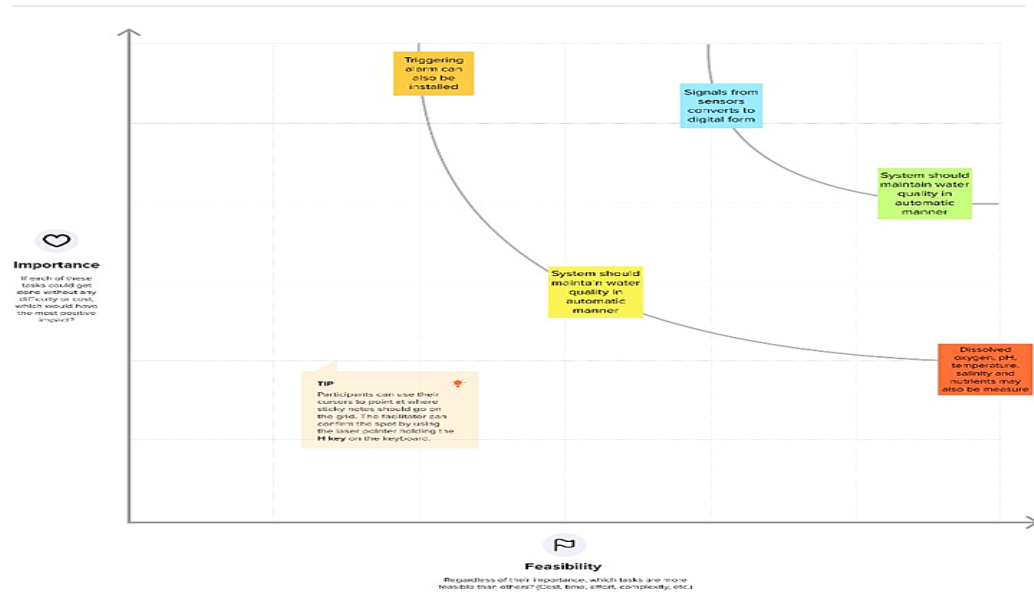 Triggering
alarm can
also be
installed
Signals from
sensors
converts to
digital form
System should
maintain water
quality in
automatic
manner
Importance
If each of these
tasks could get
done without any
difficulty or cost,
which would have
the most positive
impact?
System should
maintain water
quality in
automatic
manner
Dissolved
oxygen, pH,
temperature,
salinity and
nutrients may
also be measure
TIP
Participants can use their
cursors to point at where
sticky notes should go on
the grid. The facilitator can
confirm the spot by using
the laser pointer holding the
H key on the keyboard.
Feasibility
Regardless of their importance, which tasks are more
feasible than others? (Cost, time, effort, complexity, etc.)